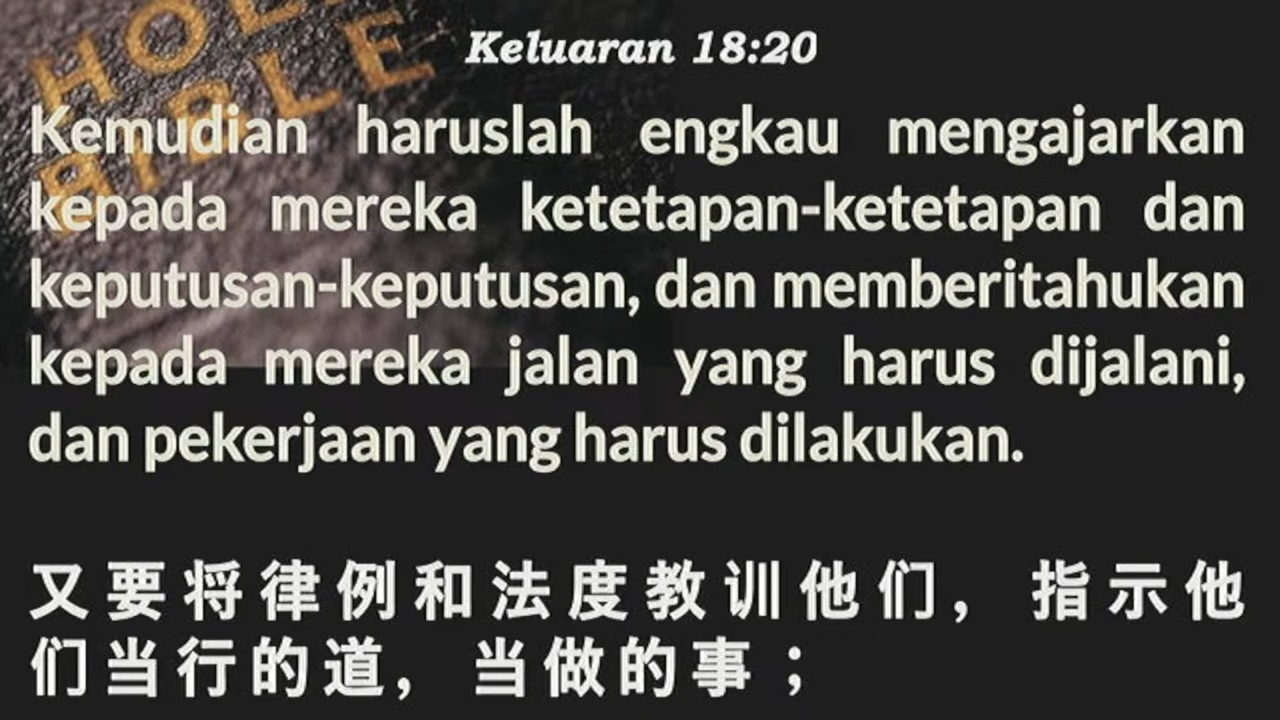 HOLY
BIBLE
Keluaran 18:20
Kemudian haruslah engkau mengajarkan
kepada mereka ketetapan-ketetapan dan
keputusan-keputusan, dan memberitahukan
kepada mereka jalan yang harus dijalani,
dan pekerjaan yang harus dilakukan.
又要将律例和法度教训他们， 指示他
们当行的道， 当做的事 ；